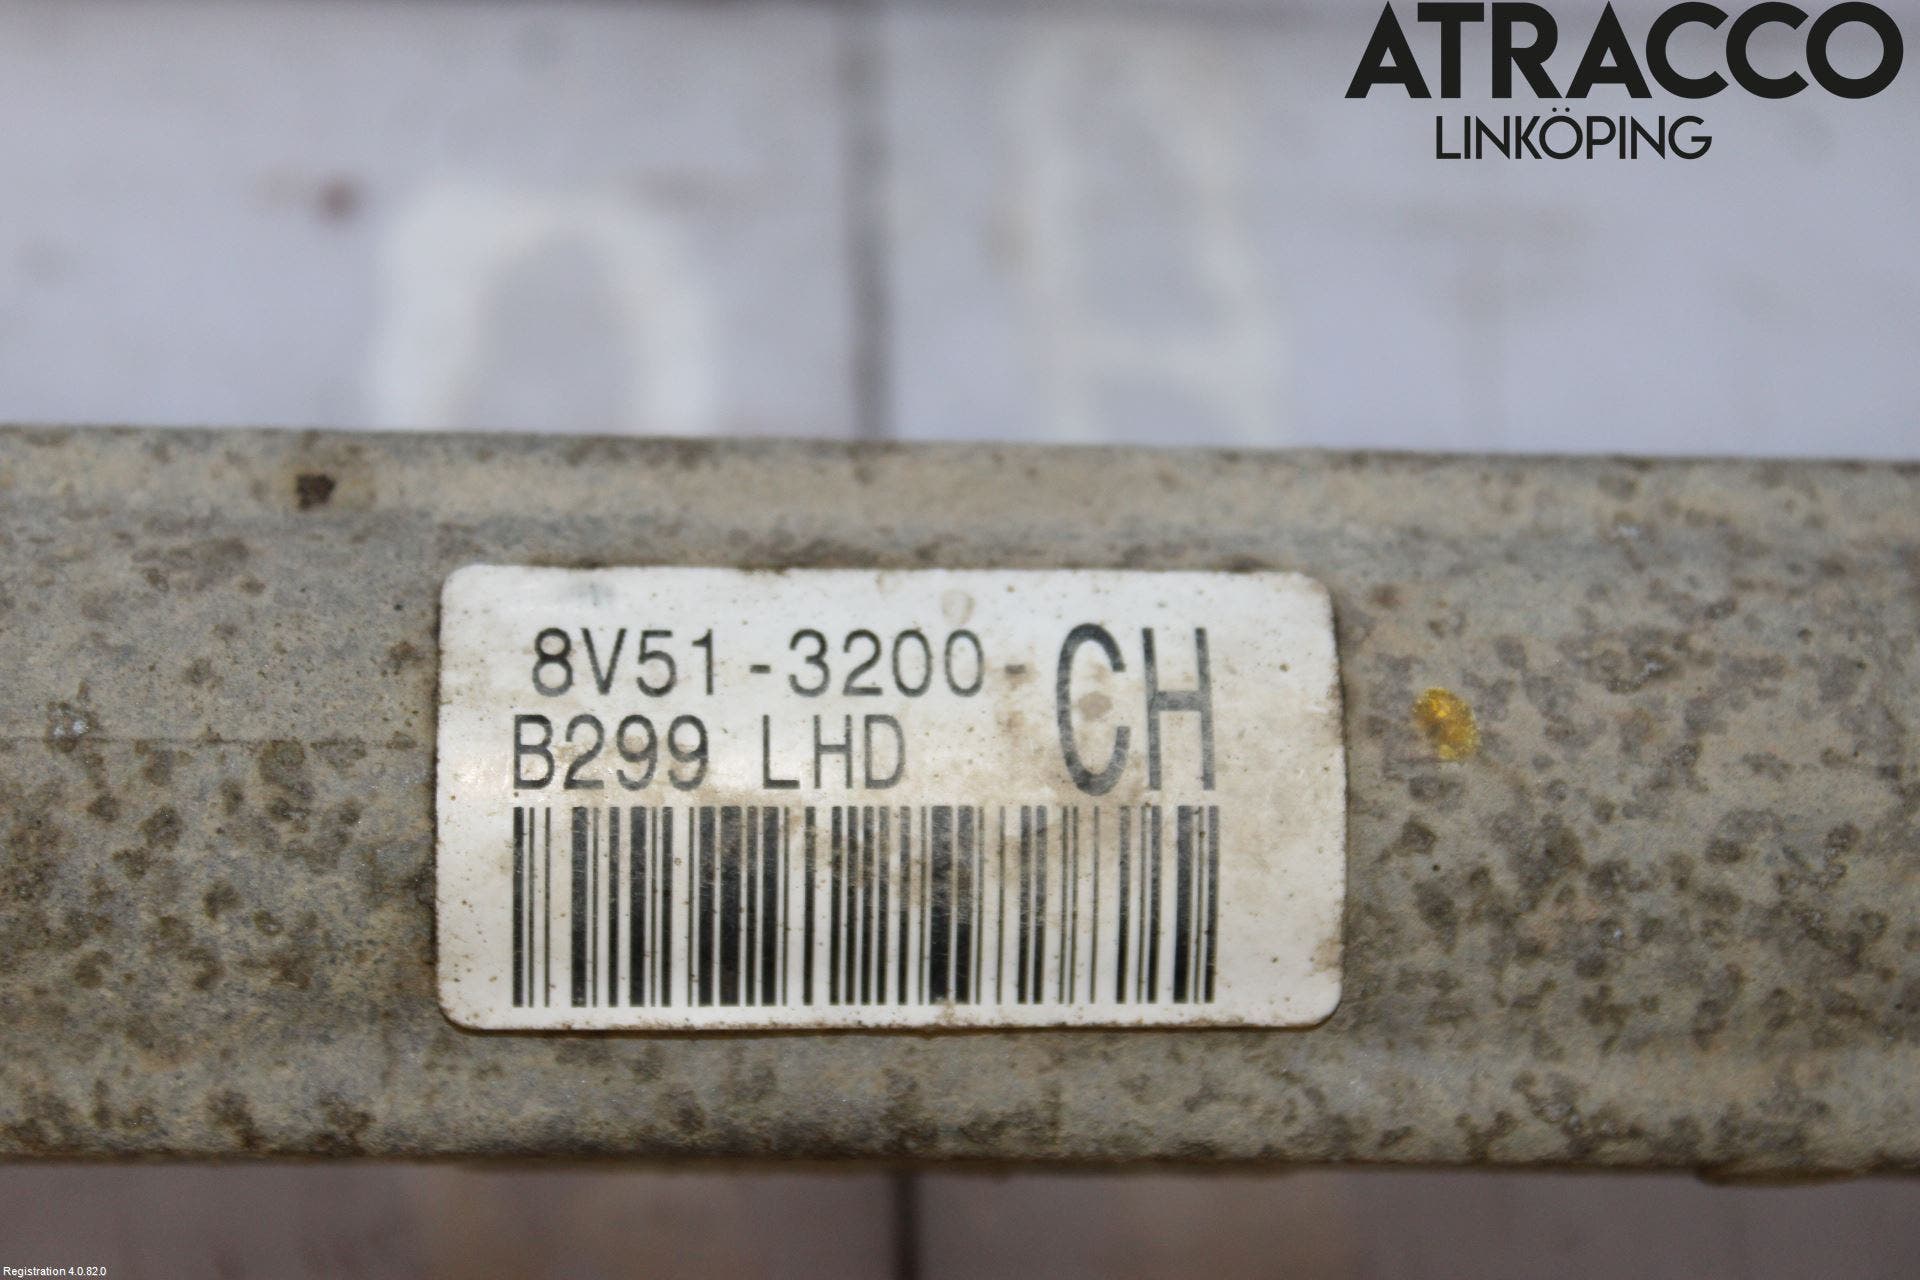 ATRACCO
LINKÖPING
8V51-3200-CH
B299 LHD
Registration 4.0.82.0